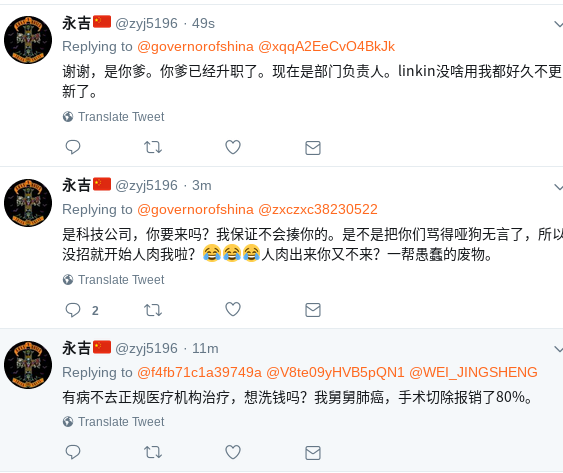 永吉🇨🇳 @zyj5196 · 49s
Replying to @governorofshina @xqqA2EeCvO4BkJk
谢谢，是你爹。你爹已经升职了。现在是部门负责人。linkin没啥用我都好久不更
新了。
Translate Tweet
永吉🇨🇳 @zyj5196 · 3m
Replying to @governorofshina @zxczxc38230522
是科技公司，你要来吗？我保证不会揍你的。是不是把你们骂得哑狗无言了，所以
没招就开始人肉我啦？😂😂😂人肉出来你又不来？一帮愚蠢的废物。
Translate Tweet
2
永吉🇨🇳 @zyj5196 · 11m
Replying to @f4fb71c1a39749a @V8te09yHVB5pQN1 @WEI_JINGSHENG
有病不去正规医疗机构治疗，想洗钱吗？我舅舅肺癌，手术切除报销了80%。
Translate Tweet